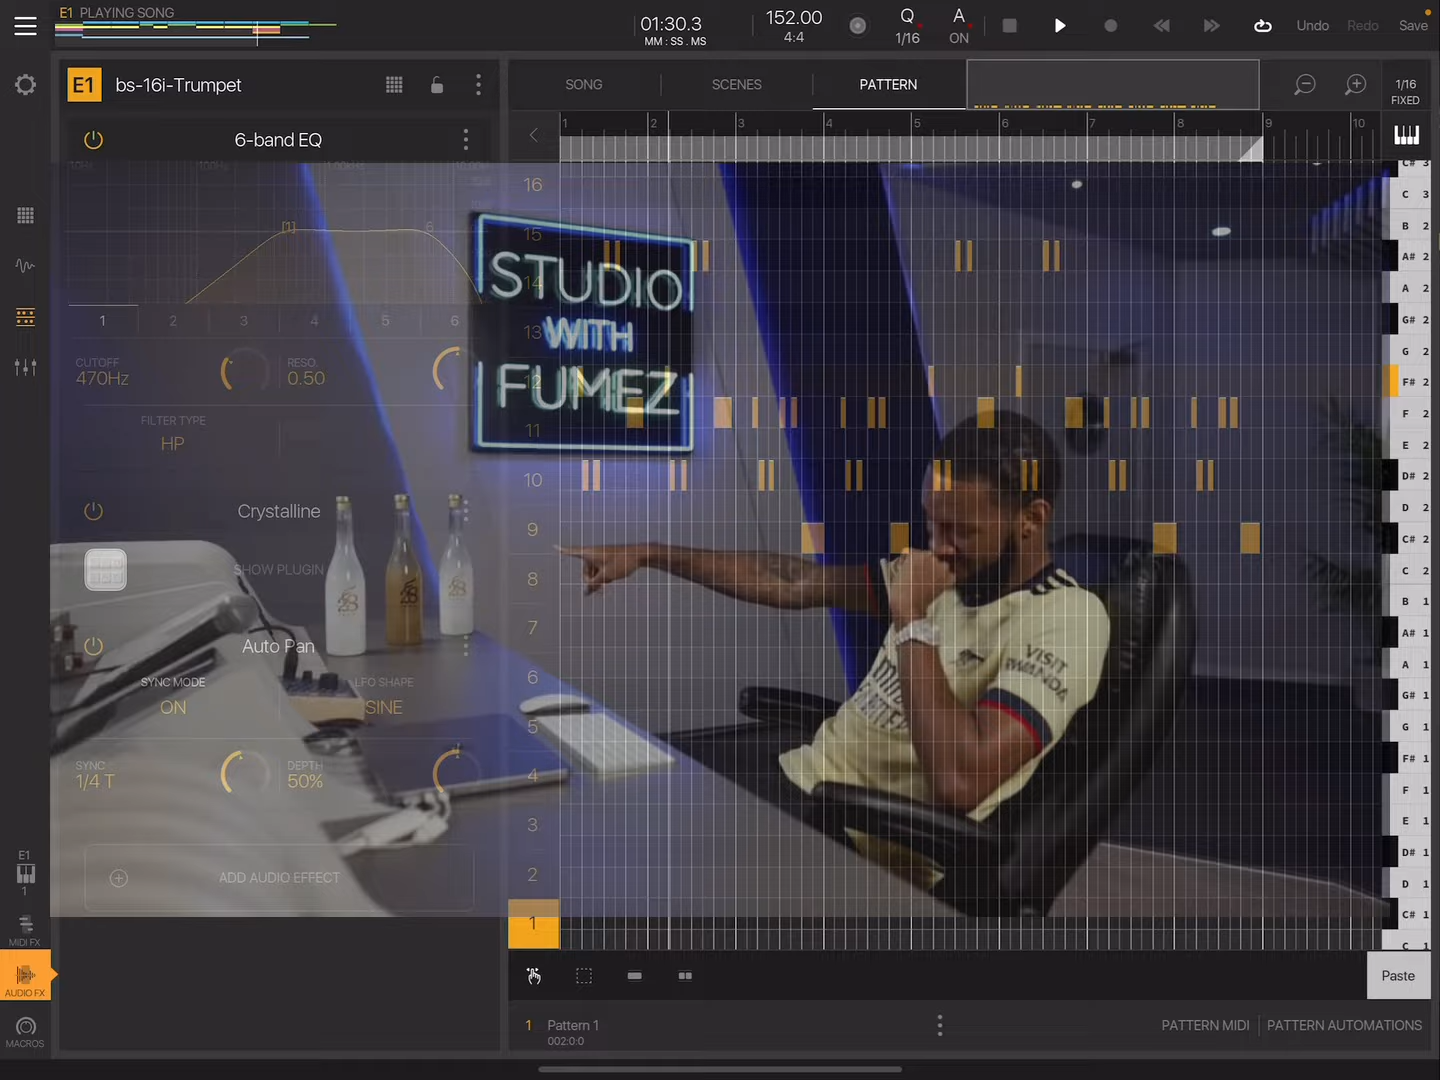 E1 PLAYING SONG
01:30.3
MM : SS . MS
152.00
4:4
Q
1/16
A
ON
Undo
Redo
Save
E1 bs-16i-Trumpet
SONG
SCENES
PATTERN
1/16
FIXED
6-band EQ
1 2 3 4 5 6 7 8 9 10
[1]
6
1 2 3 4 5 6
CUTOFF
470Hz
RESO.
0.50
FILTER TYPE
HP
Crystalline
SHOW PLUGIN
Auto Pan
SYNC MODE
ON
LFO SHAPE
SINE
SYNC
1/4 T
DEPTH
50%
ADD AUDIO EFFECT
STUDIO
WITH
FUMEZ
VISIT
RWANDA
16
15
14
13
12
11
10
9
8
7
6
5
4
3
2
1
C# 3
C 3
B 2
A# 2
A 2
G# 2
G 2
F# 2
F 2
E 2
D# 2
D 2
C# 2
C 2
B 1
A# 1
A 1
G# 1
G 1
F# 1
F 1
E 1
D# 1
D 1
C# 1
C 1
E1
1
MIDI FX
AUDIO FX
MACROS
Paste
1 Pattern 1
002:0:0
PATTERN MIDI
PATTERN AUTOMATIONS